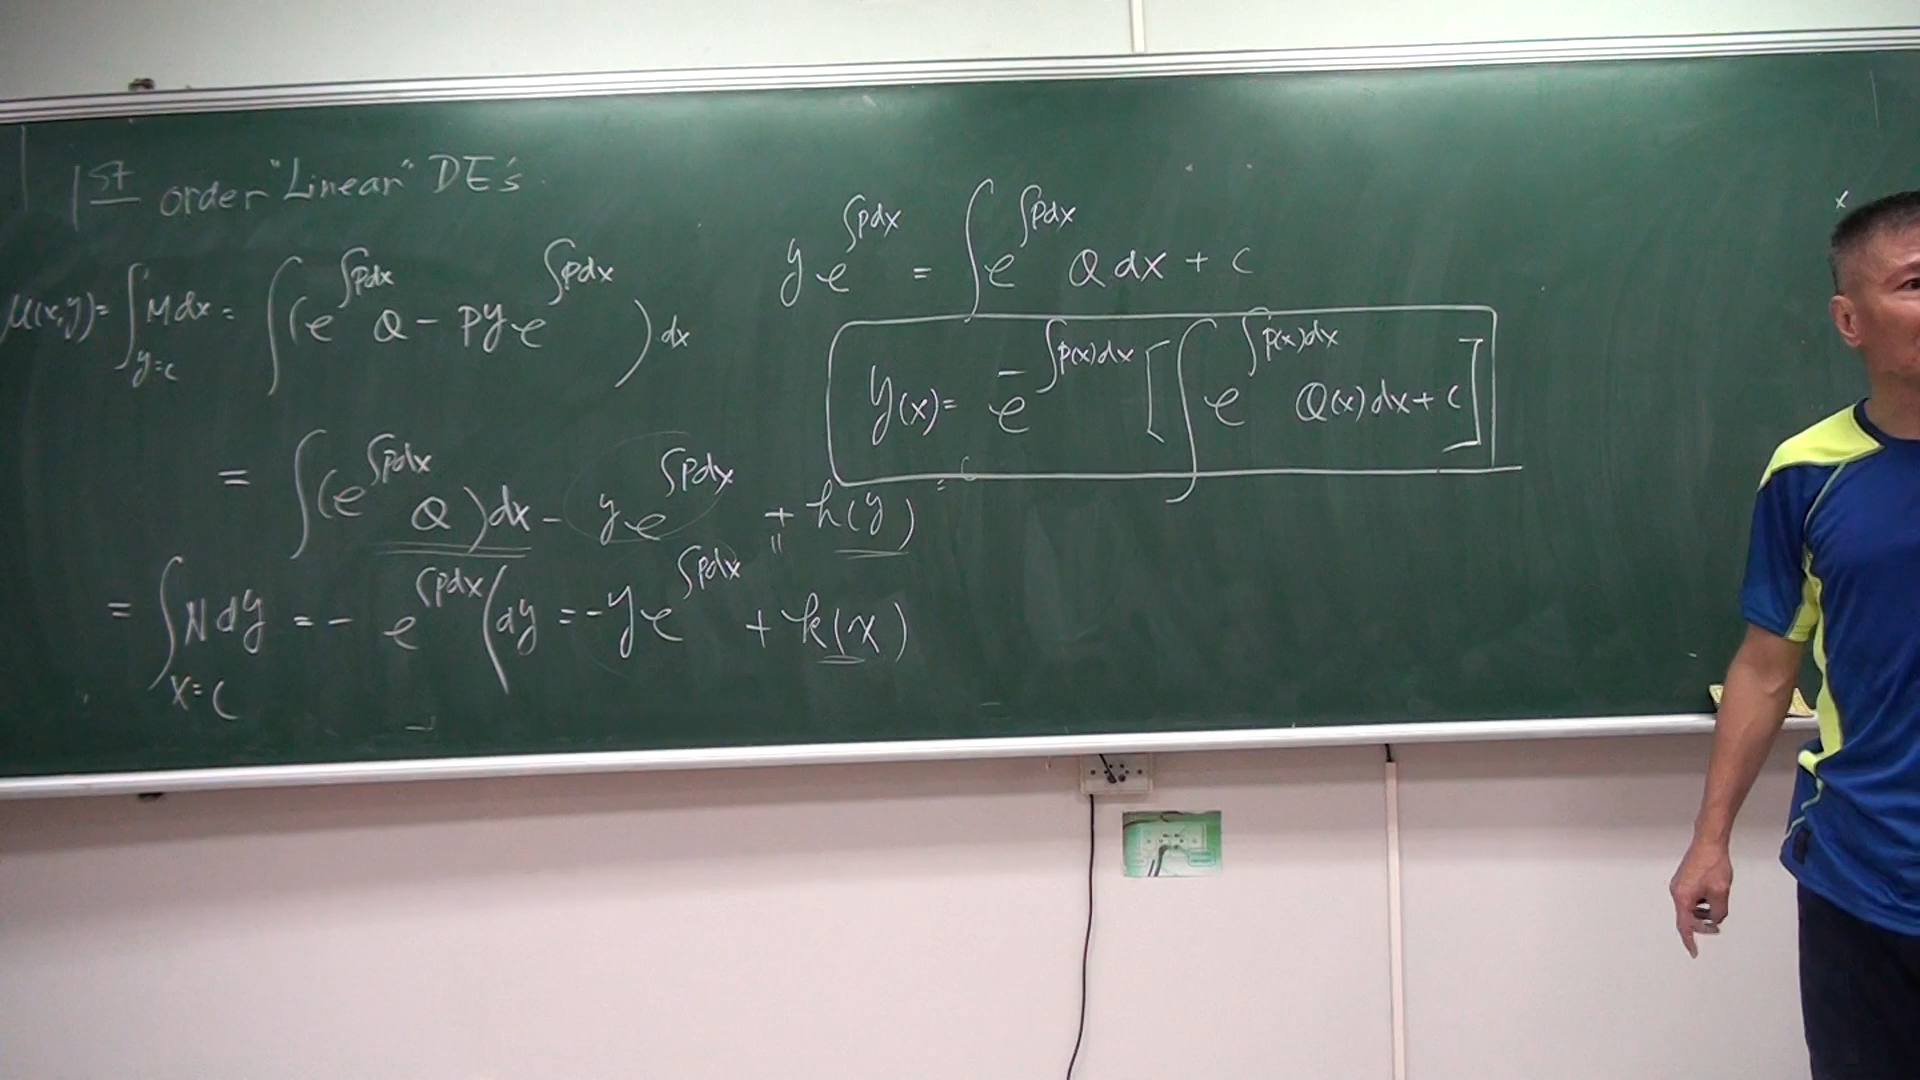 1st order "Linear" DE's
μ(x,y) = ∫_{y=c} M dx = ∫(e^{∫pdx} Q - p y e^{∫pdx}) dx
= ∫(e^{∫pdx} Q)dx - y e^{∫pdx} + h(y)
= ∫_{x=c} N dy = - e^{∫pdx} ∫dy = - y e^{∫pdx} + k(x)
y e^{∫pdx} = ∫ e^{∫pdx} Q dx + c
y(x) = e^{-∫p(x)dx} [∫ e^{∫p(x)dx} Q(x)dx + c]